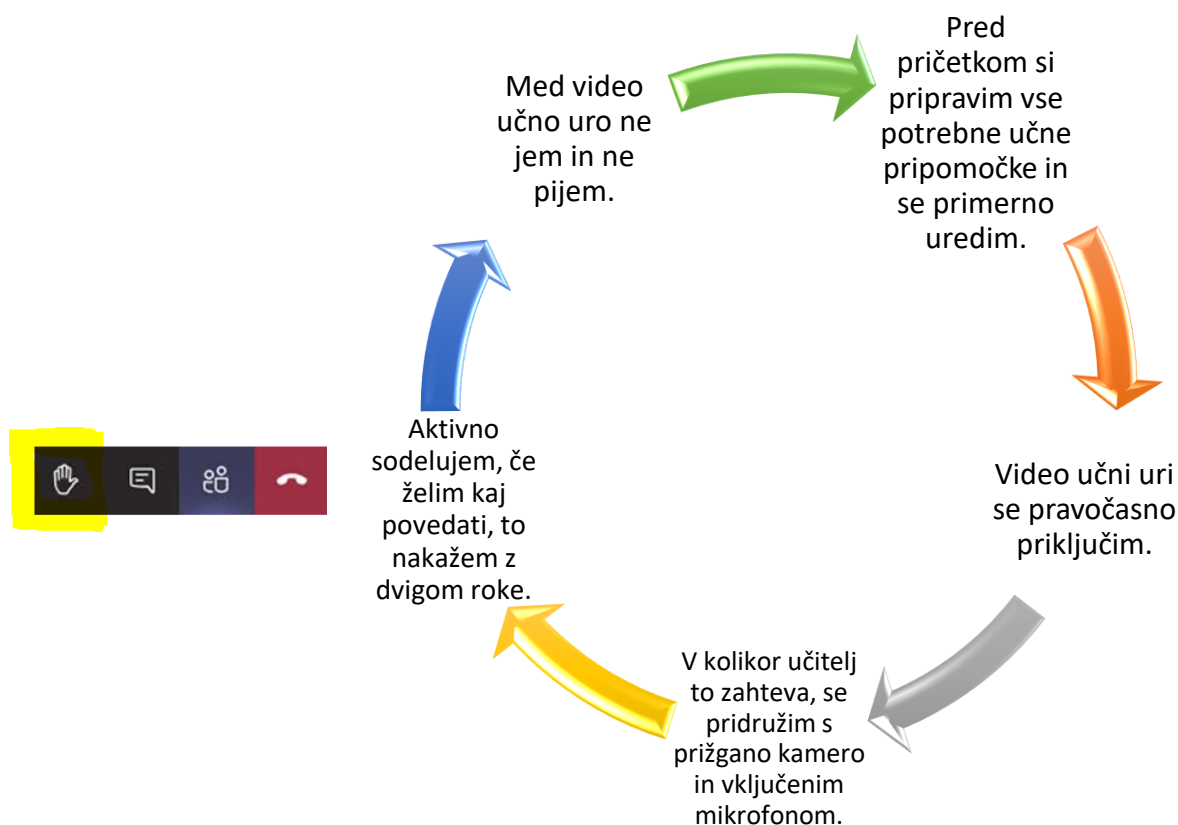 Pred
pričetkom si
pripravim vse
potrebne učne
pripomočke in
se primerno
uredim.
Video učni uri
se pravočasno
priključim.
V kolikor učitelj
to zahteva, se
pridružim s
prižgano kamero
in vključenim
mikrofonom.
Aktivno
sodelujem, če
želim kaj
povedati, to
nakažem z
dvigom roke.
Med video
učno uro ne
jem in ne
pijem.